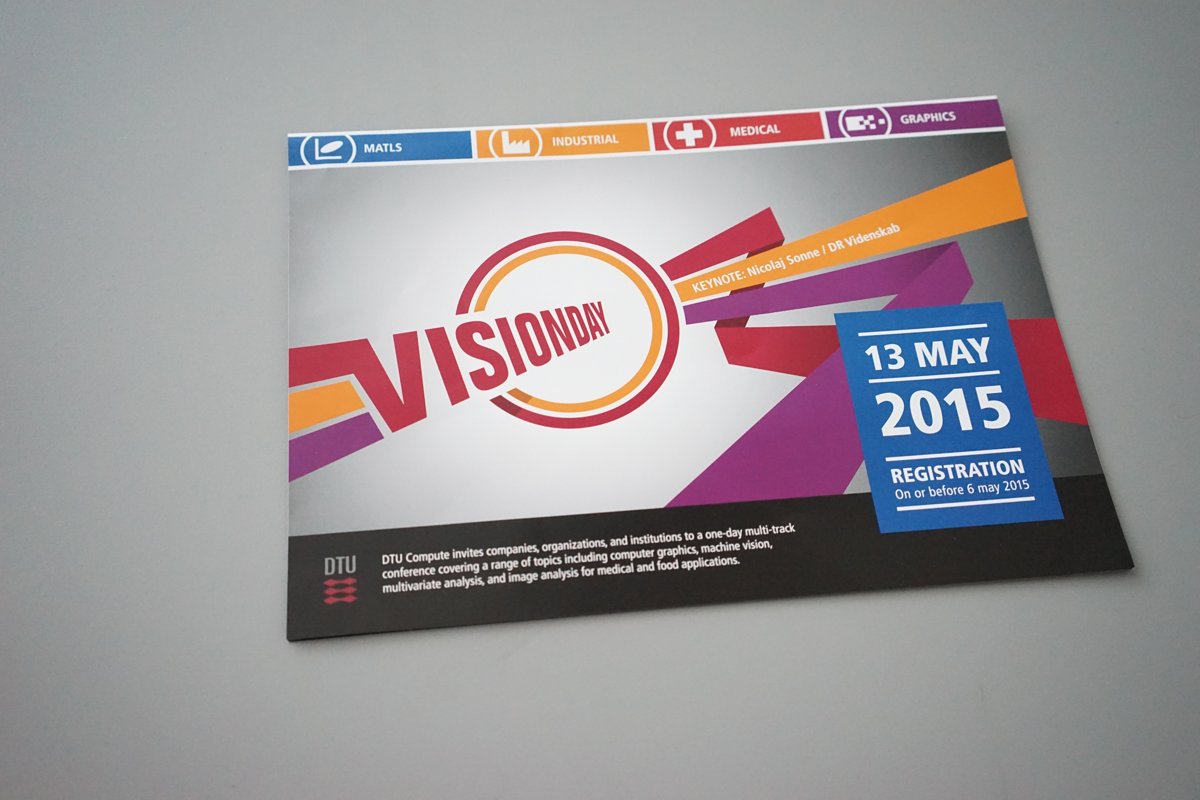 MATLS
INDUSTRIAL
MEDICAL
GRAPHICS
KEYNOTE: Nicolaj Sonne / DR Videnskab
VISIONDAY
13 MAY
2015
REGISTRATION
On or before 6 may 2015
DTU
DTU Compute invites companies, organizations, and institutions to a one-day multi-track
conference covering a range of topics including computer graphics, machine vision,
multivariate analysis, and image analysis for medical and food applications.